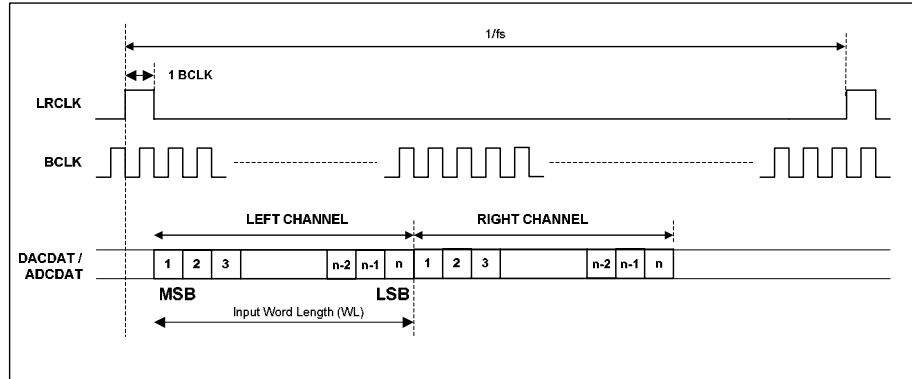 1/fs
1 BCLK
LRCLK
BCLK
LEFT CHANNEL RIGHT CHANNEL
DACDAT /
ADCDAT
1 2 3 n-2 n-1 n 1 2 3 n-2 n-1 n
MSB LSB
Input Word Length (WL)